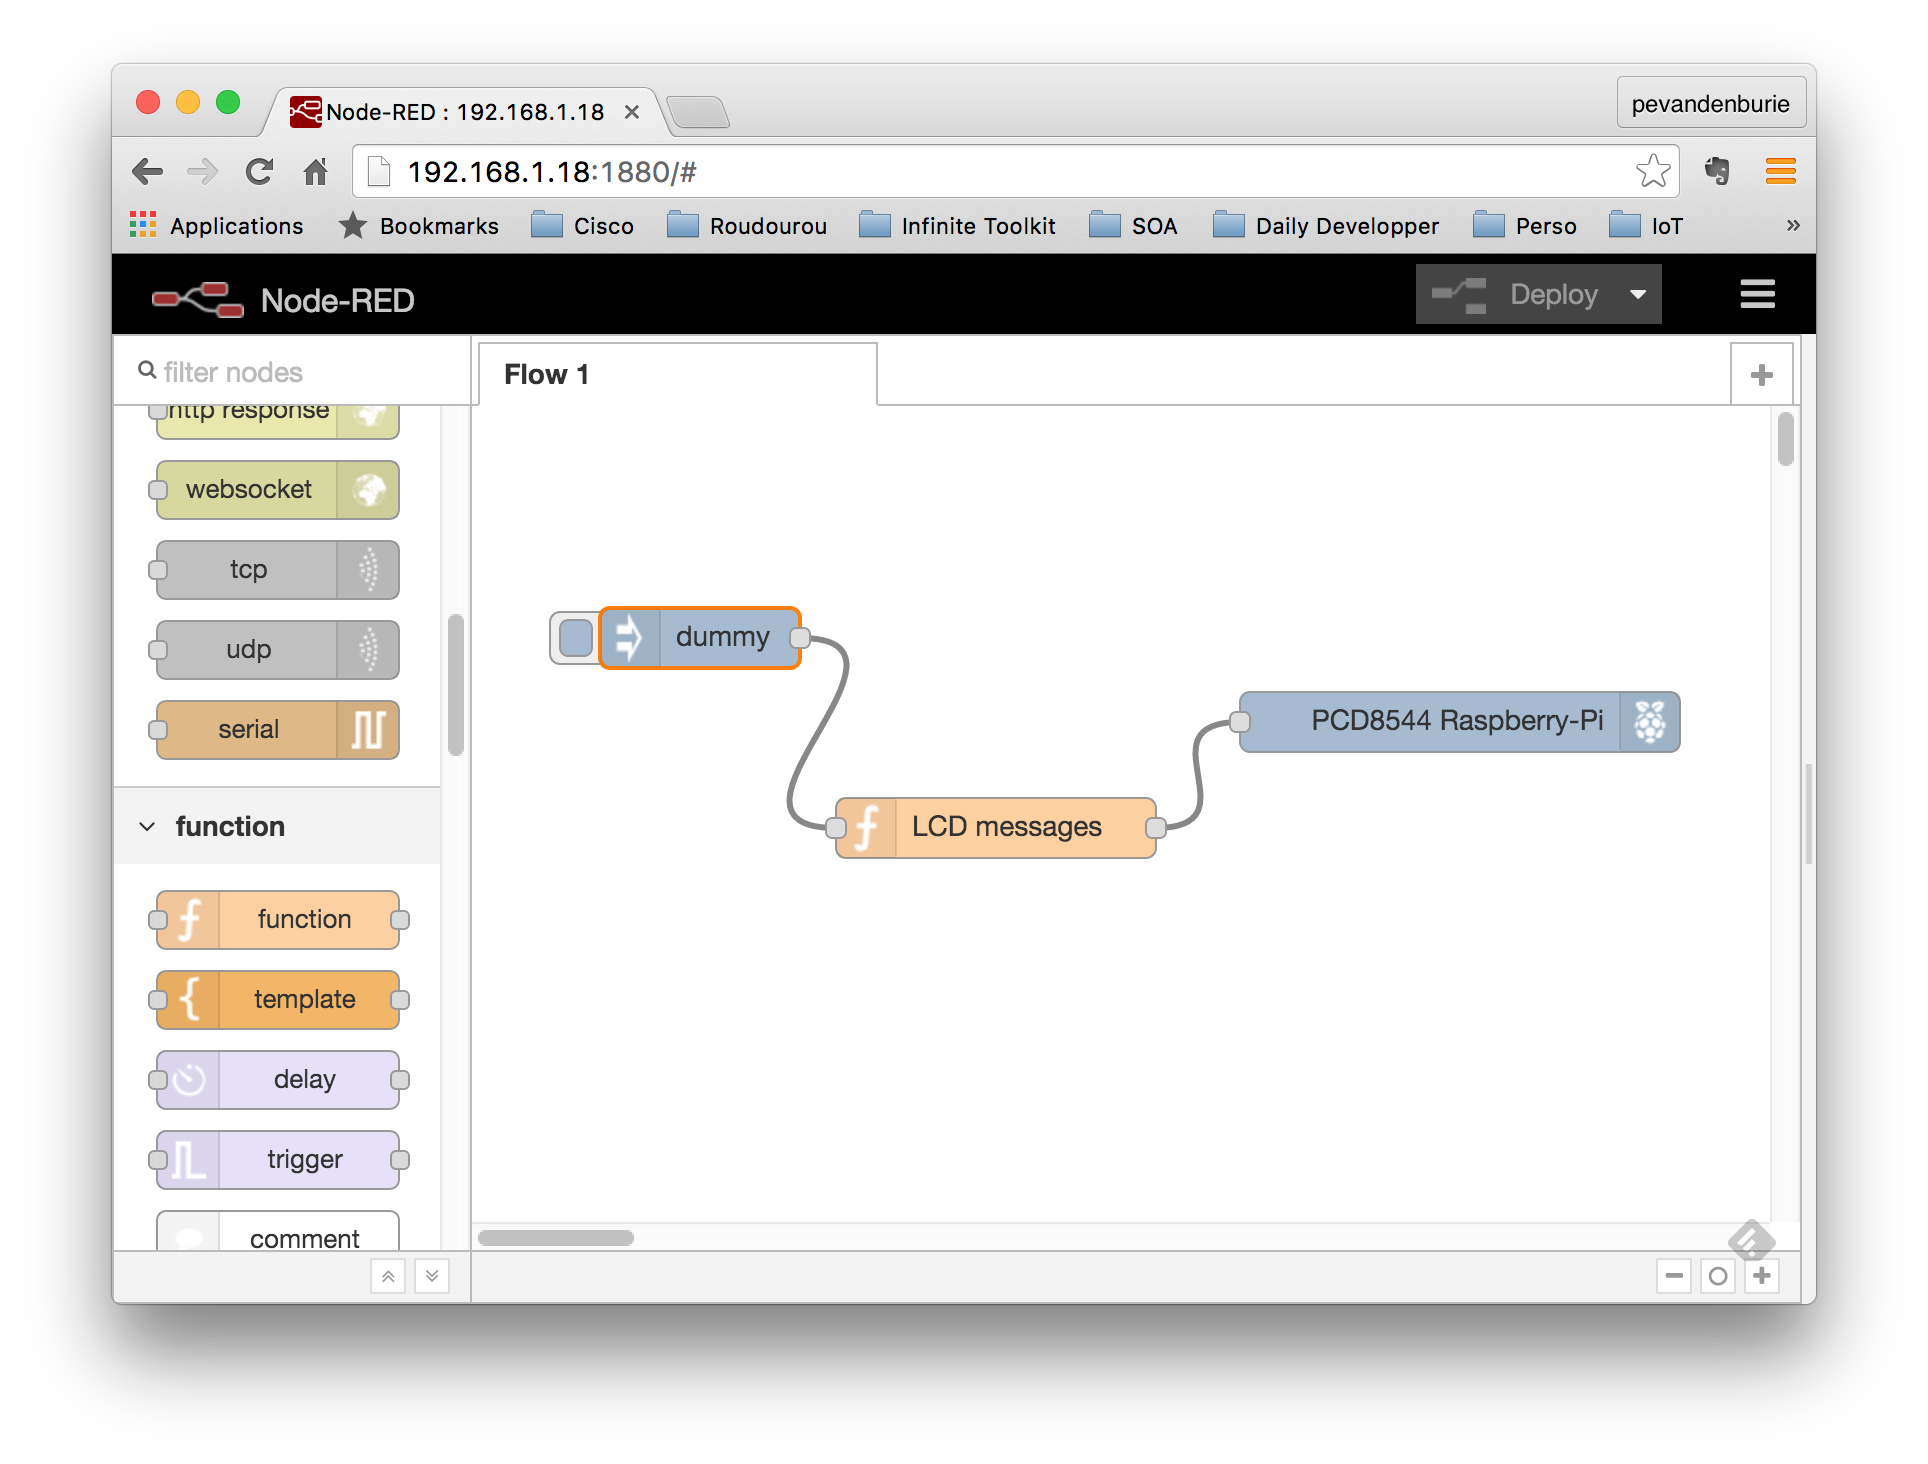 Node-RED : 192.168.1.18
pevandenburie
192.168.1.18:1880/#
Applications Bookmarks Cisco Roudourou Infinite Toolkit SOA Daily Developper Perso IoT »
Node-RED
Deploy
filter nodes
Flow 1
http response
websocket
tcp
udp
serial
function
function
template
delay
trigger
comment
dummy
LCD messages
PCD8544 Raspberry-Pi